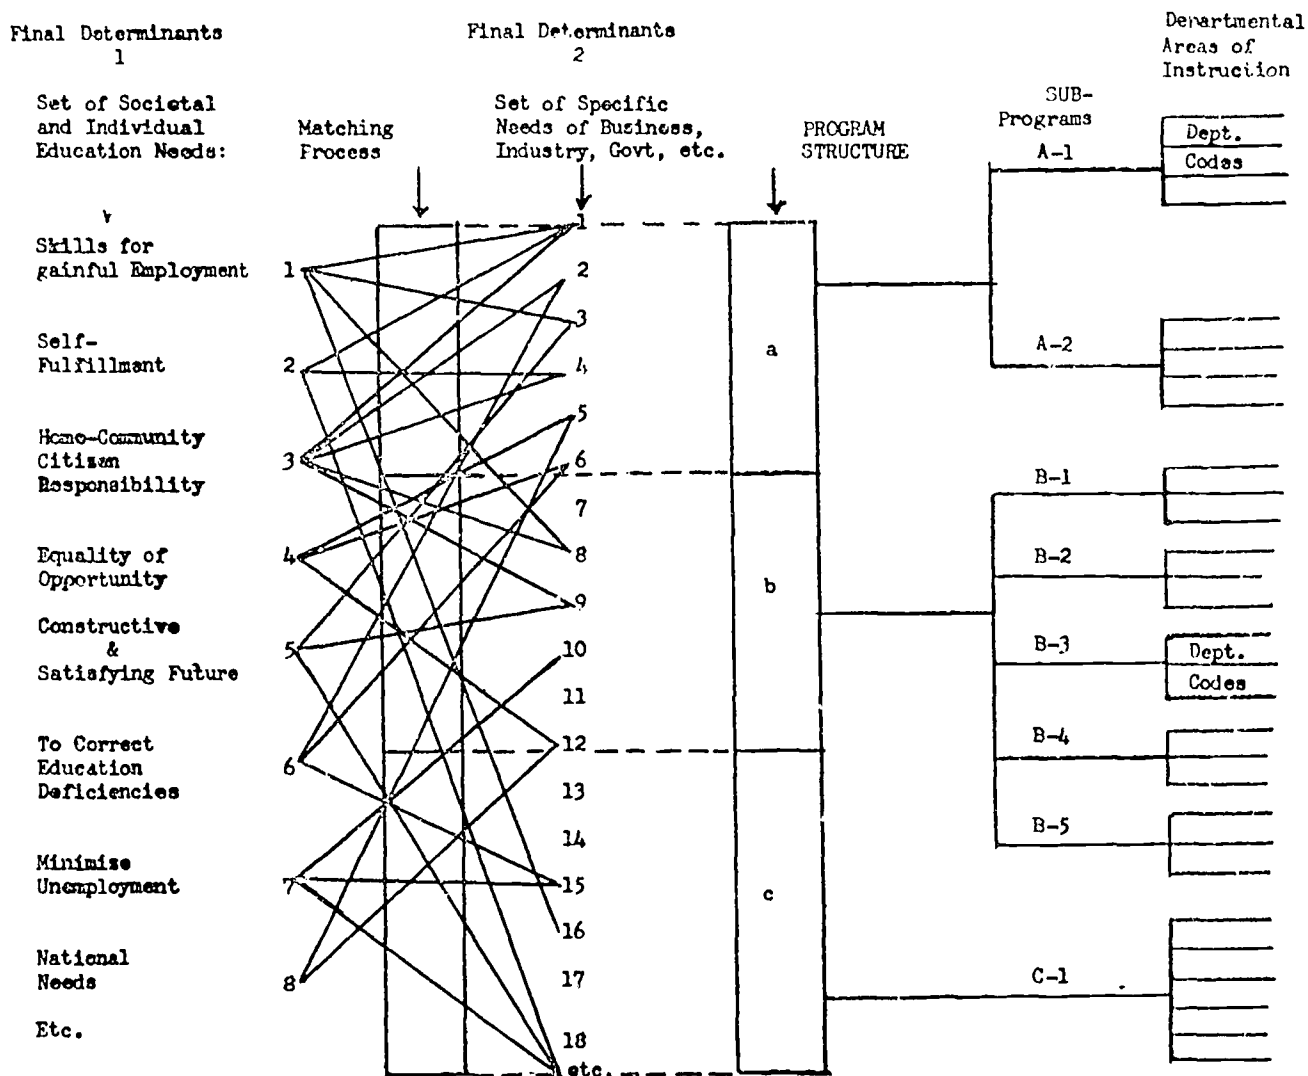 Final Determinants
1
Set of Societal
and Individual
Education Needs:
Matching
Process
Final Determinants
2
Set of Specific
Needs of Business,
Industry, Govt, etc.
PROGRAM
STRUCTURE
SUB-
Programs
Departmental
Areas of
Instruction
Skills for
gainful Employment
1
Self-
Fulfillment
2
Home-Community
Citizen
Responsibility
3
Equality of
Opportunity
4
Constructive
&
Satisfying Future
5
To Correct
Education
Deficiencies
6
Minimize
Unemployment
7
National
Needs
8
Etc.
1
2
3
4
5
6
7
8
9
10
11
12
13
14
15
16
17
18
etc.
a
b
c
A-1
Dept.
Codes
A-2
B-1
B-2
B-3
Dept.
Codes
B-4
B-5
C-1